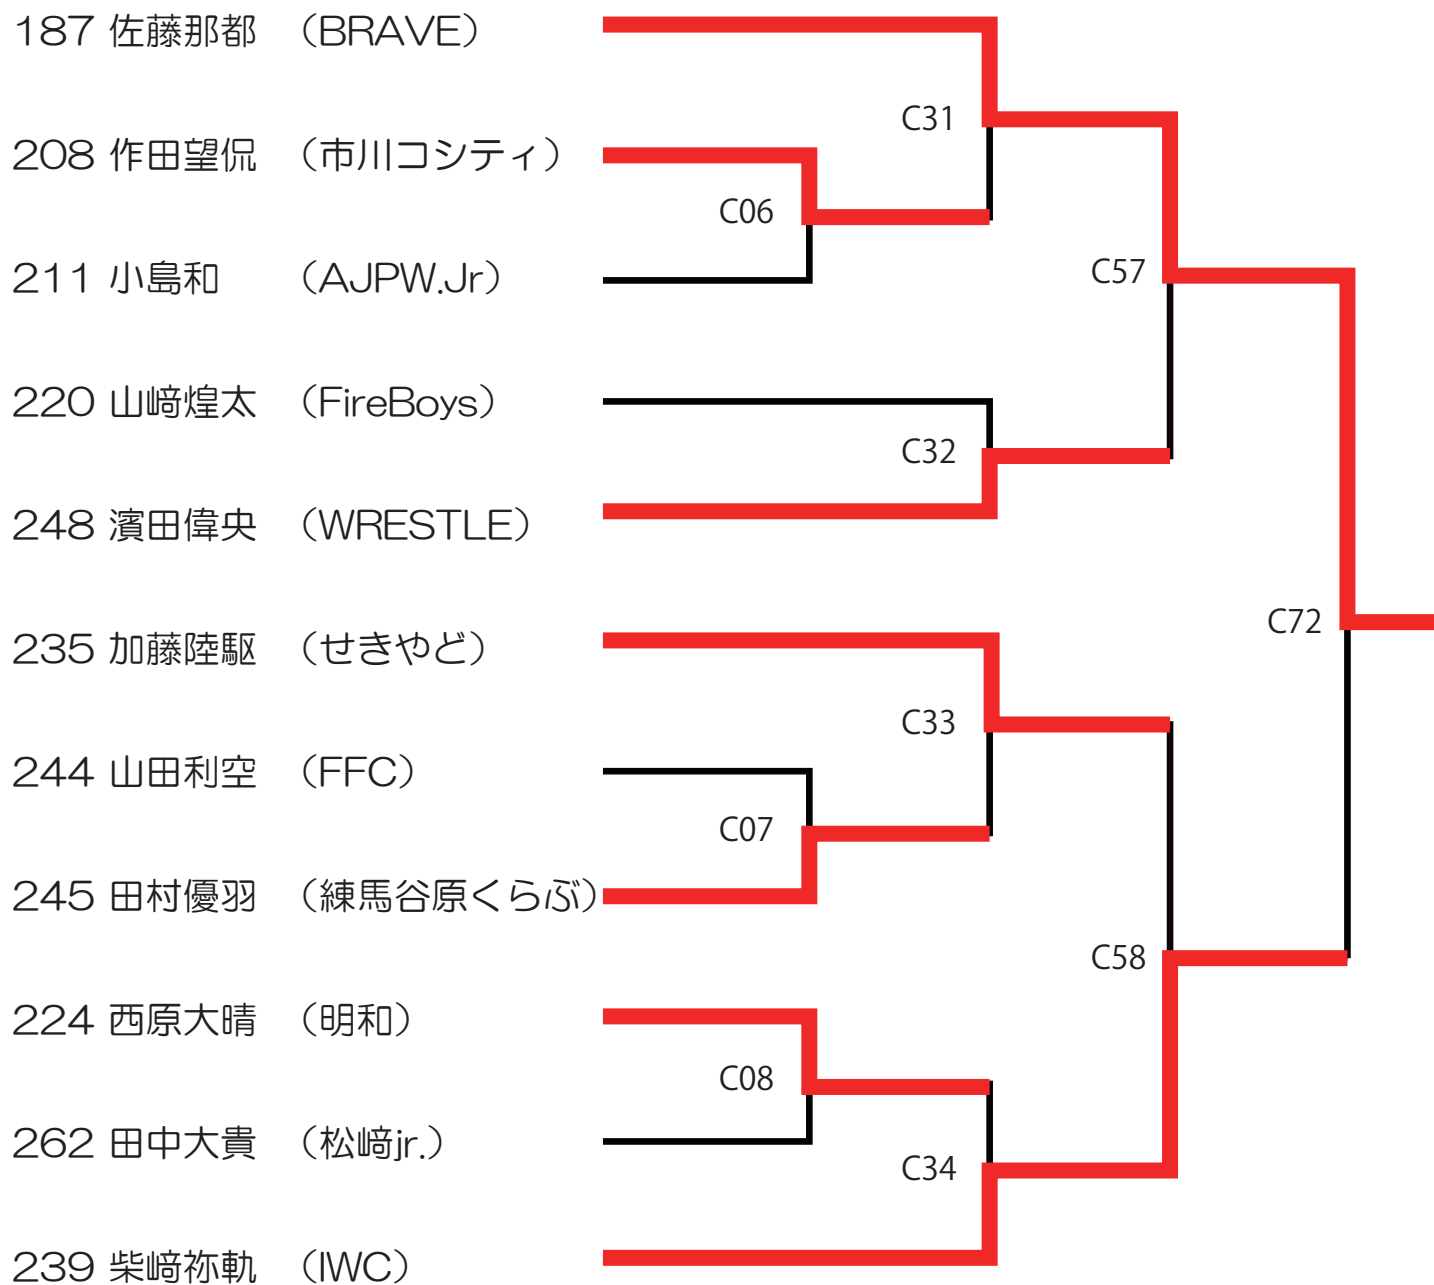 187 佐藤那都 （BRAVE）
C31
208 作田望侃 （市川コシティ）
C06
211 小島和 （AJPW.Jr）
C57
220 山﨑煌太 （FireBoys）
C32
248 濱田偉央 （WRESTLE）
C72
235 加藤陸駆 （せきやど）
C33
244 山田利空 （FFC）
C07
245 田村優羽 （練馬谷原くらぶ）
C58
224 西原大晴 （明和）
C08
262 田中大貴 （松﨑jr.）
C34
239 柴﨑祢軌 （IWC）